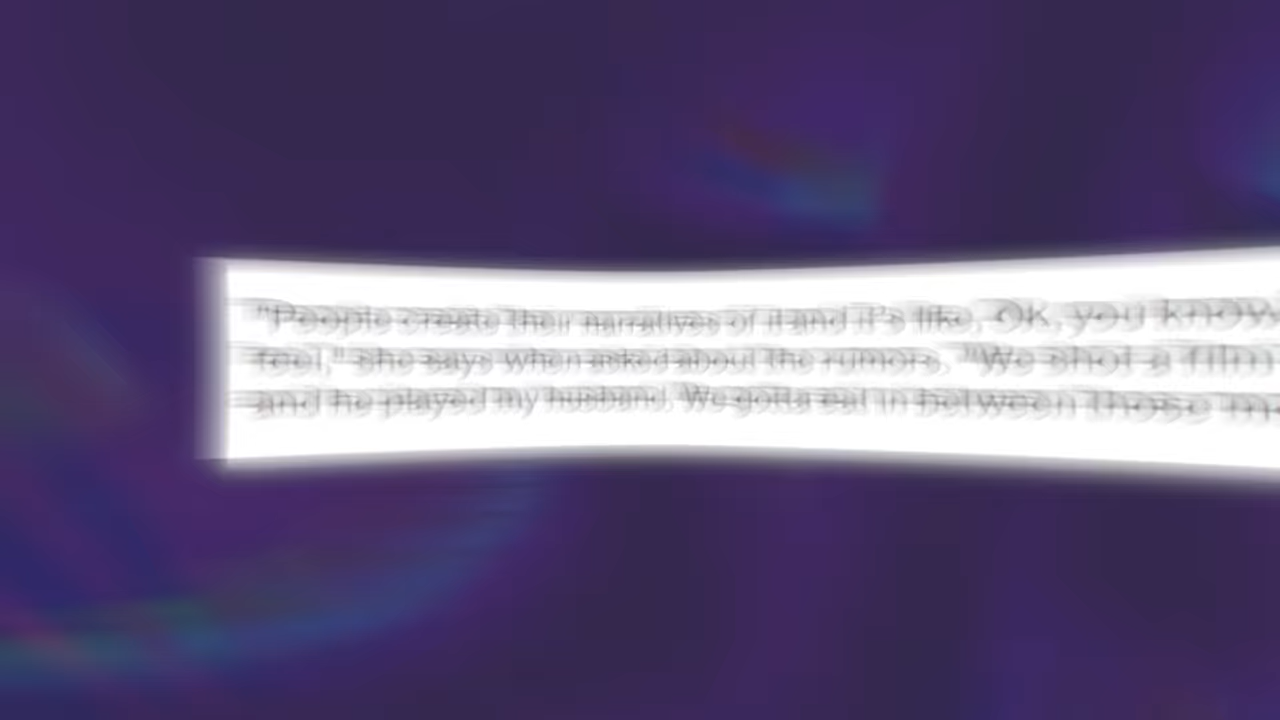 "People create their narratives of it and it's like, OK, you know
feel," she says when asked about the rumors, "We shot a film
and he played my husband. We gotta eat in between those